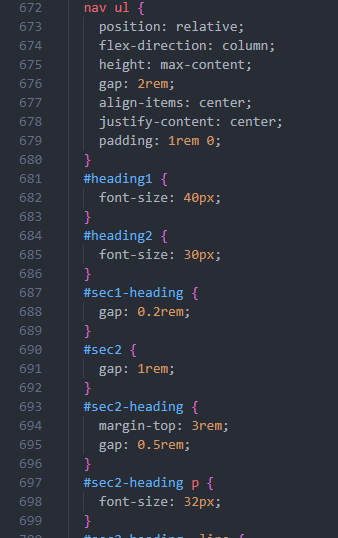 672 nav ul {
673 position: relative;
674 flex-direction: column;
675 height: max-content;
676 gap: 2rem;
677 align-items: center;
678 justify-content: center;
679 padding: 1rem 0;
680 }
681 #heading1 {
682 font-size: 40px;
683 }
684 #heading2 {
685 font-size: 30px;
686 }
687 #sec1-heading {
688 gap: 0.2rem;
689 }
690 #sec2 {
691 gap: 1rem;
692 }
693 #sec2-heading {
694 margin-top: 3rem;
695 gap: 0.5rem;
696 }
697 #sec2-heading p {
698 font-size: 32px;
699 }